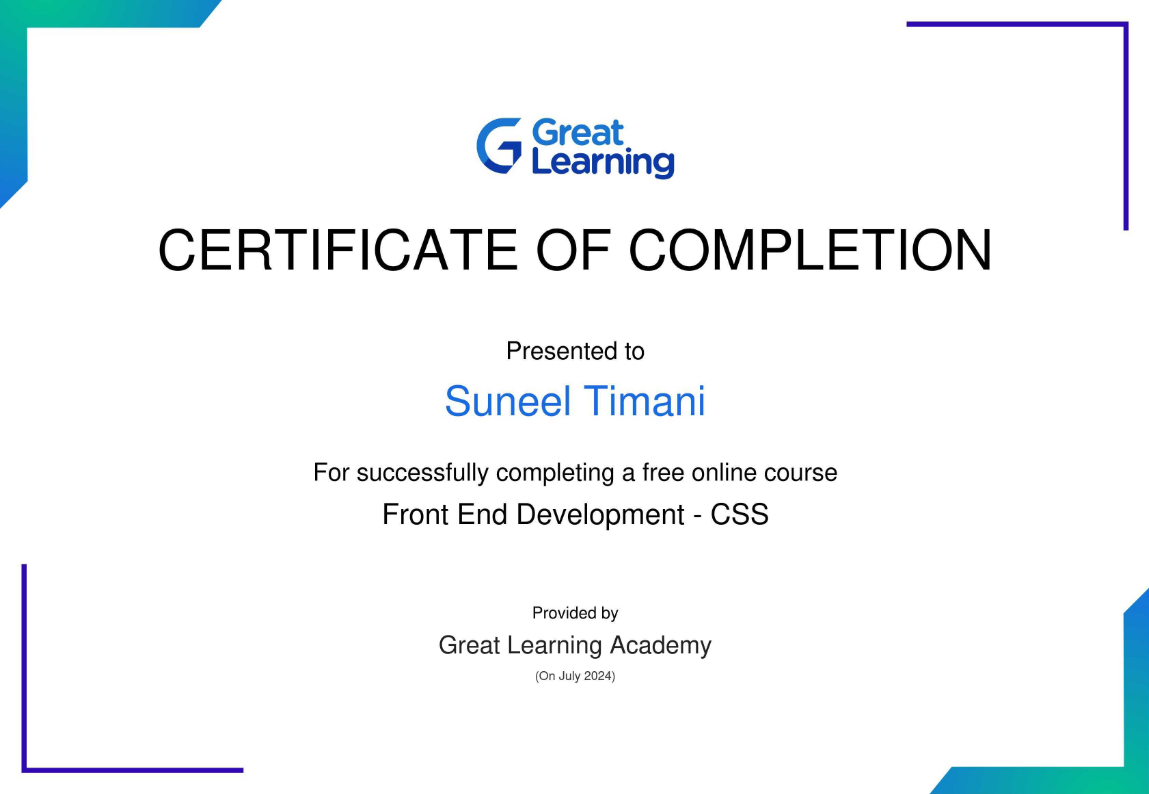 Great
Learning
CERTIFICATE OF COMPLETION
Presented to
Suneel Timani
For successfully completing a free online course
Front End Development - CSS
Provided by
Great Learning Academy
(On July 2024)